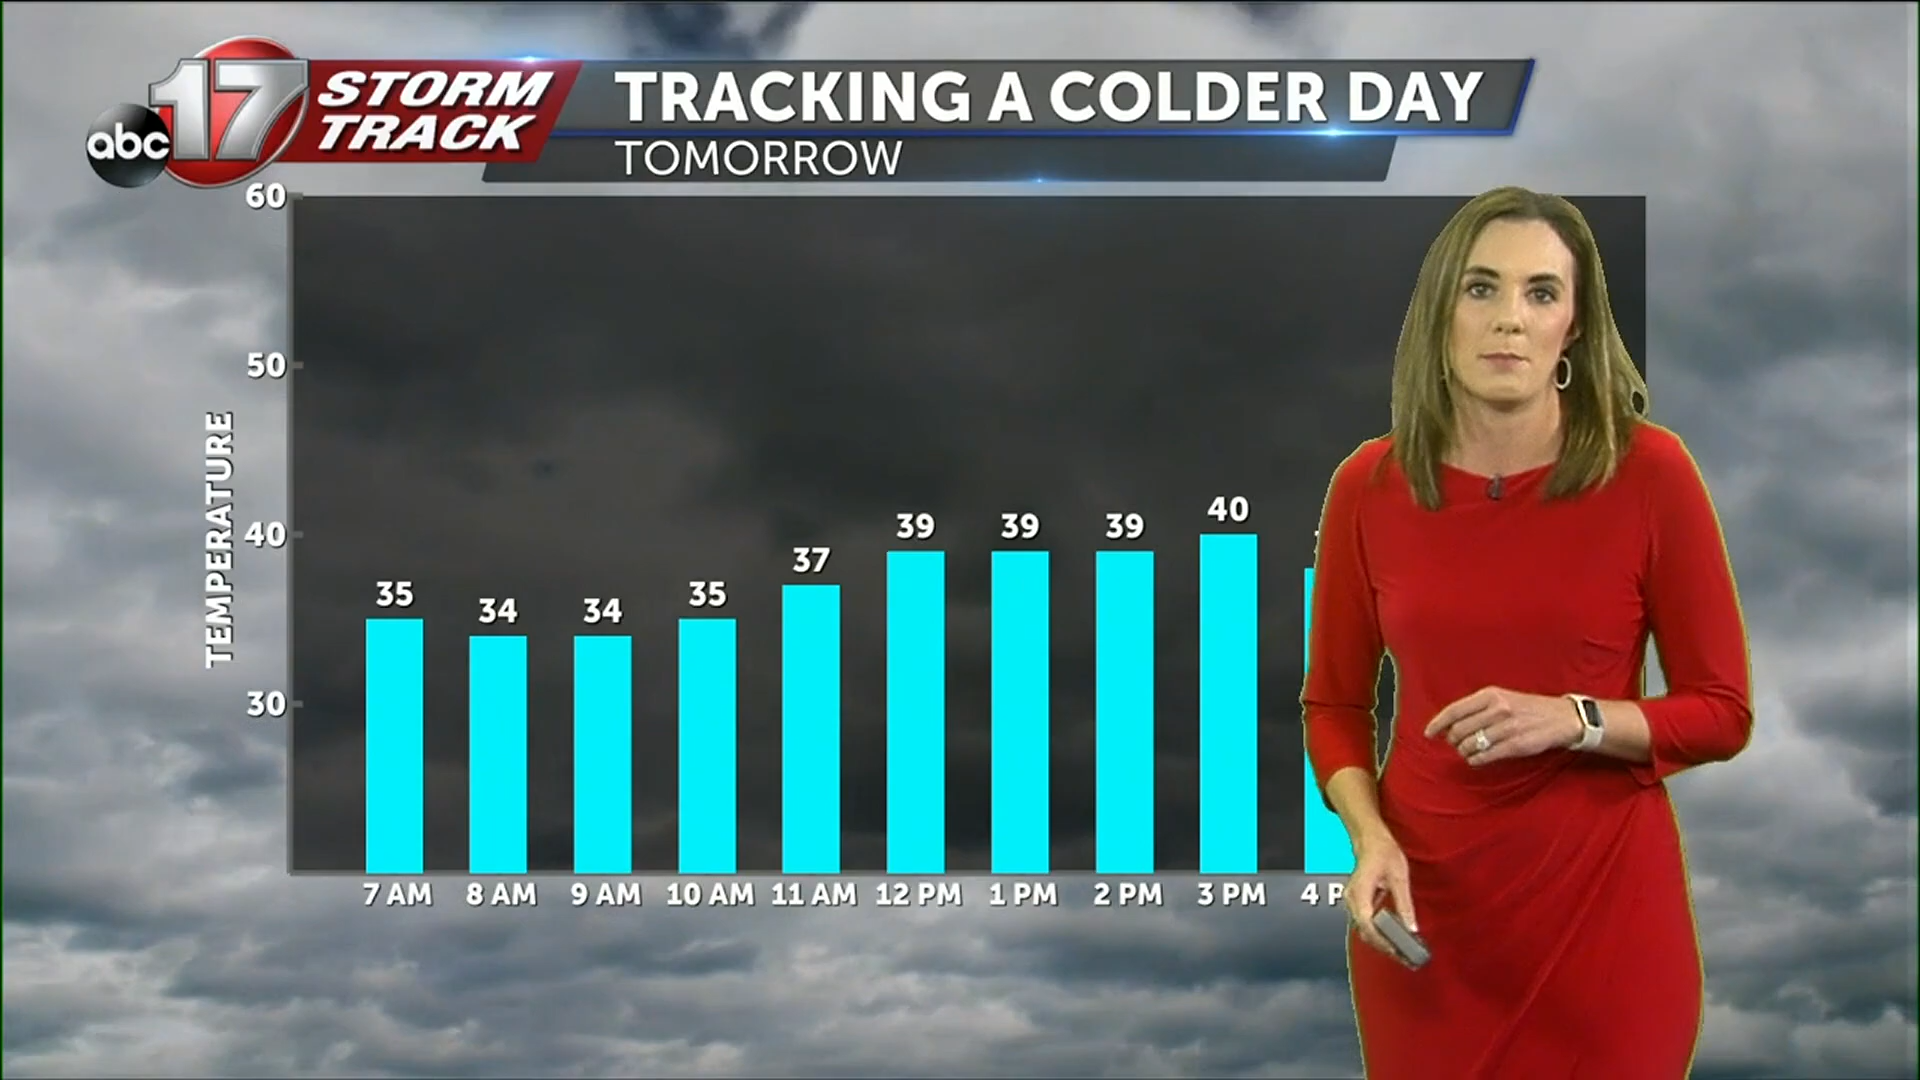 abc 17 STORM TRACK
TRACKING A COLDER DAY
TOMORROW
TEMPERATURE
60
50
40
30
35 34 34 35 37 39 39 39 40
7 AM 8 AM 9 AM 10 AM 11 AM 12 PM 1 PM 2 PM 3 PM 4 P